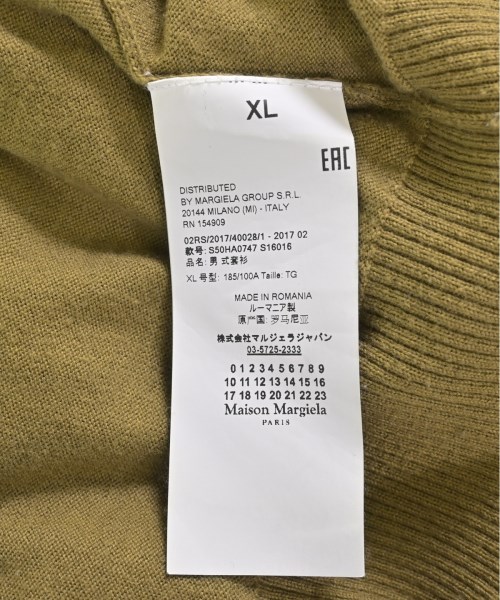 XL
EAC
DISTRIBUTED
BY MARGIELA GROUP S.R.L.
20144 MILANO (MI) - ITALY
RN 154909
02RS/2017/40028/1 - 2017 02
款号: S50HA0747 S16016
品名: 男 式套衫
XL 号型: 185/100A Taille: TG
MADE IN ROMANIA
ルーマニア製
原产国: 罗马尼亚
株式会社マルジェラジャパン
03-5725-2333
0 1 2 3 4 5 6 7 8 9
10 11 12 13 14 15 16
17 18 19 20 21 22 23
Maison Margiela
PARIS